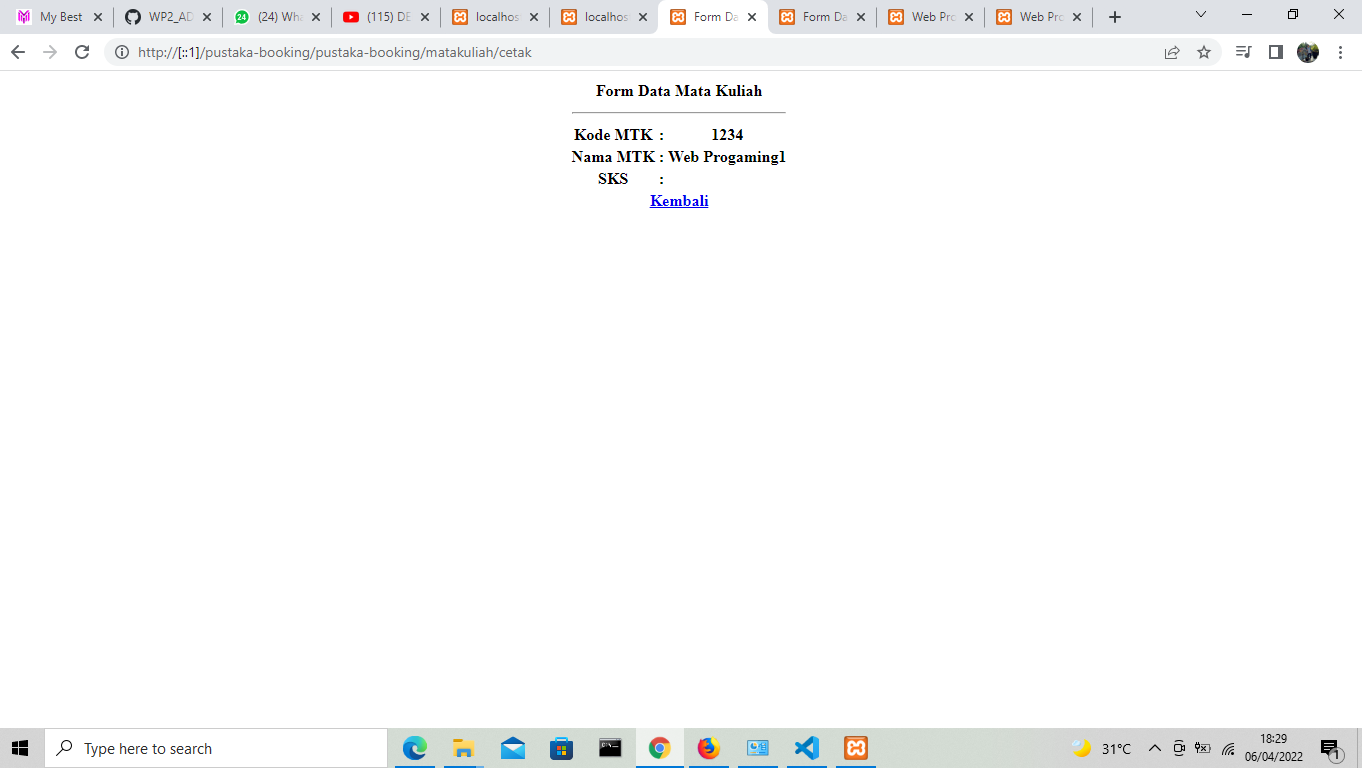 My Best
WP2_AD
(24) Wha
(115) DE
localhos
localhos
Form Da
Form Da
Web Pro
Web Pro
http://[::1]/pustaka-booking/pustaka-booking/matakuliah/cetak
Form Data Mata Kuliah
Kode MTK : 1234
Nama MTK : Web Progaming1
SKS :
Kembali
Type here to search
31°C
18:29
06/04/2022
1